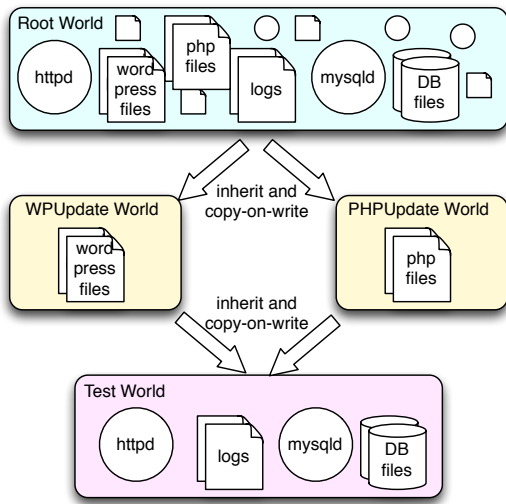 Root World
httpd
word
press
files
php
files
logs
mysqld
DB
files
inherit and
copy-on-write
WPUpdate World
word
press
files
PHPUpdate World
php
files
inherit and
copy-on-write
Test World
httpd
logs
mysqld
DB
files